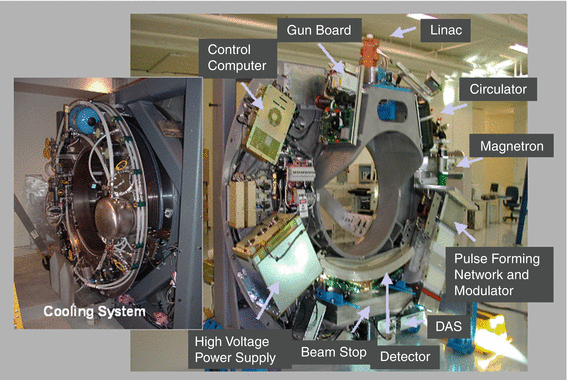 Gun Board
Linac
Control
Computer
Circulator
Magnetron
Pulse Forming
Network and
Modulator
Cooling System
High Voltage
Power Supply
Beam Stop
DAS
Detector